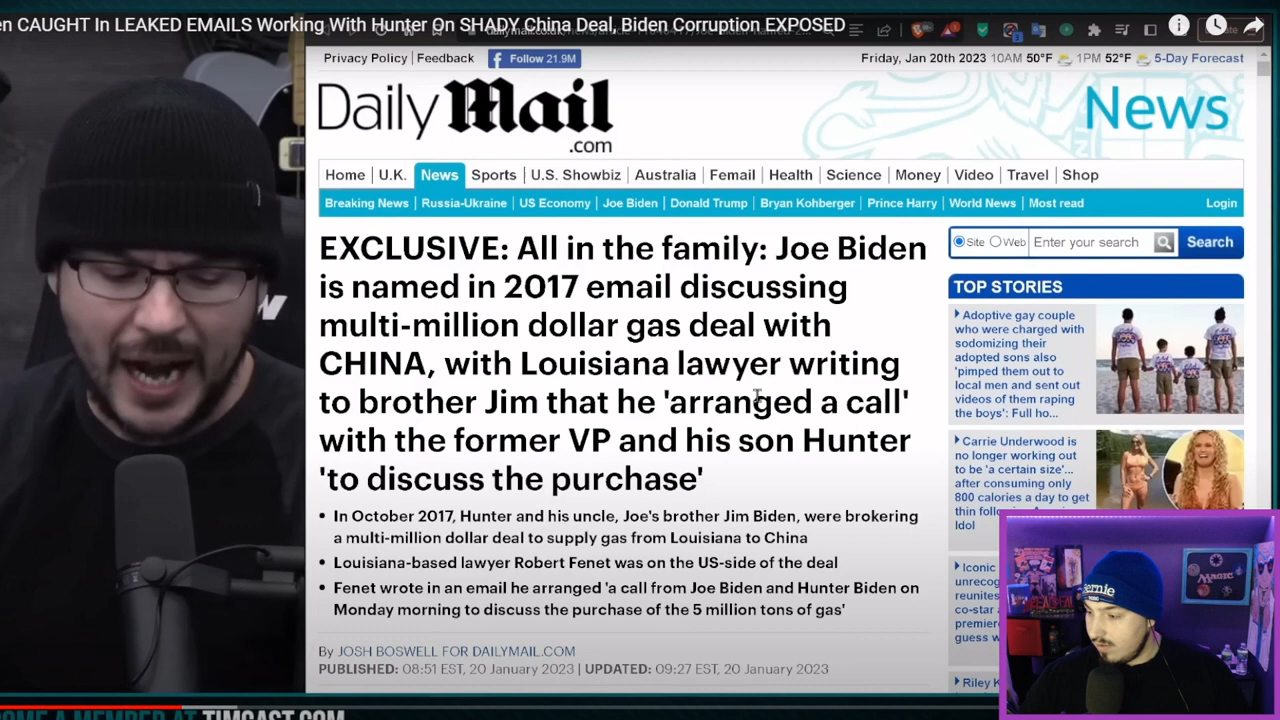 en CAUGHT In LEAKED EMAILS Working With Hunter On SHADY China Deal, Biden Corruption EXPOSED
Privacy Policy | Feedback
Follow 21.9M
Friday, Jan 20th 2023 10AM 50°F 1PM 52°F 5-Day Forecast
Daily Mail
.com
News
Home U.K. News Sports U.S. Showbiz Australia Femail Health Science Money Video Travel Shop
Breaking News Russia-Ukraine US Economy Joe Biden Donald Trump Bryan Kohberger Prince Harry World News Most read Login
EXCLUSIVE: All in the family: Joe Biden
is named in 2017 email discussing
multi-million dollar gas deal with
CHINA, with Louisiana lawyer writing
to brother Jim that he 'arranged a call'
with the former VP and his son Hunter
'to discuss the purchase'
• In October 2017, Hunter and his uncle, Joe's brother Jim Biden, were brokering
a multi-million dollar deal to supply gas from Louisiana to China
• Louisiana-based lawyer Robert Fenet was on the US-side of the deal
• Fenet wrote in an email he arranged 'a call from Joe Biden and Hunter Biden on
Monday morning to discuss the purchase of the 5 million tons of gas'
By JOSH BOSWELL FOR DAILYMAIL.COM
PUBLISHED: 08:51 EST, 20 January 2023 | UPDATED: 09:27 EST, 20 January 2023
Site Web Enter your search Search
TOP STORIES
Adoptive gay couple
who were charged with
sodomizing their
adopted sons also
'pimped them out to
local men and sent out
videos of them raping
the boys': Full ho...
Carrie Underwood is
no longer working out
to be 'a certain size'...
after consuming only
800 calories a day to get
thin
Idol
Iconic
reunites
co-star
guess w
Riley K
MAGIC
ernie
COME A MEMBER AT TIMCAST.COM